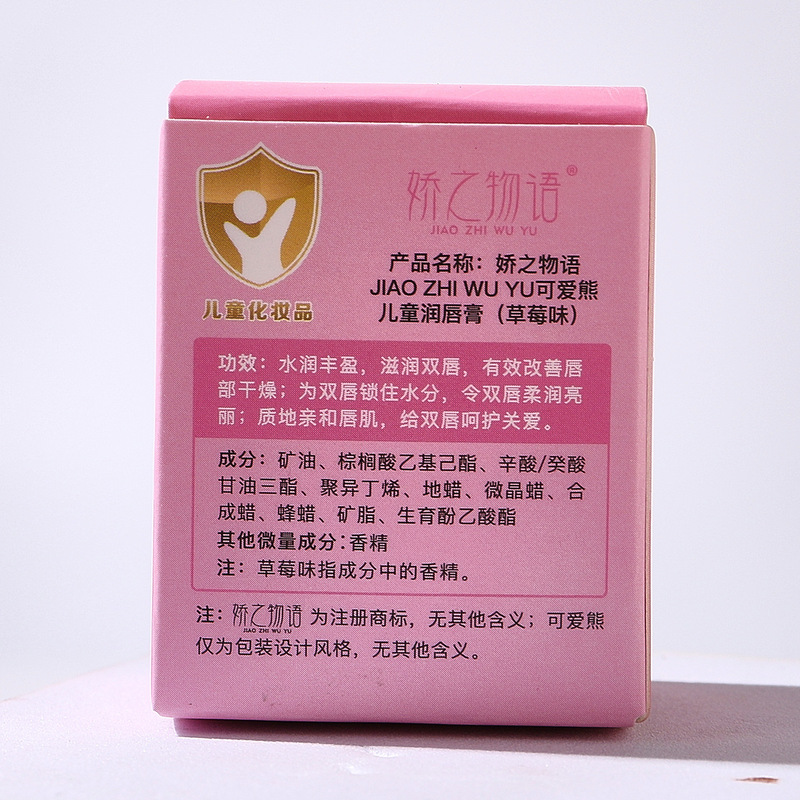 儿童化妆品
娇之物语®
JIAO ZHI WU YU
产品名称：娇之物语
JIAO ZHI WU YU可爱熊
儿童润唇膏（草莓味）
功效：水润丰盈，滋润双唇，有效改善唇
部干燥；为双唇锁住水分，令双唇柔润亮
丽；质地亲和唇肌，给双唇呵护关爱。
成分：矿油、棕榈酸乙基己酯、辛酸/癸酸
甘油三酯、聚异丁烯、地蜡、微晶蜡、合
成蜡、蜂蜡、矿脂、生育酚乙酸酯
其他微量成分：香精
注：草莓味指成分中的香精。
注：娇之物语 JIAO ZHI WU YU 为注册商标，无其他含义；可爱熊
仅为包装设计风格，无其他含义。